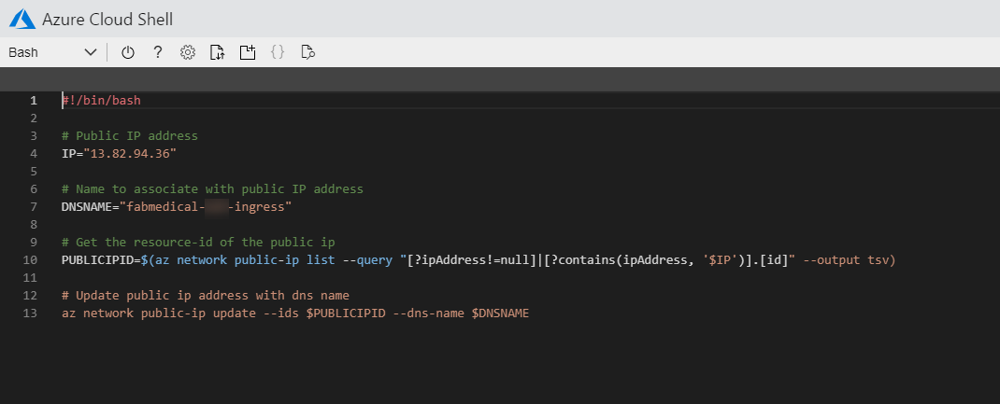 Azure Cloud Shell
Bash
?
{}
1 #!/bin/bash
2
3 # Public IP address
4 IP="13.82.94.36"
5
6 # Name to associate with public IP address
7 DNSNAME="fabmedical- -ingress"
8
9 # Get the resource-id of the public ip
10 PUBLICIPID=$(az network public-ip list --query "[?ipAddress!=null]|[?contains(ipAddress, '$IP')].[id]" --output tsv)
11
12 # Update public ip address with dns name
13 az network public-ip update --ids $PUBLICIPID --dns-name $DNSNAME